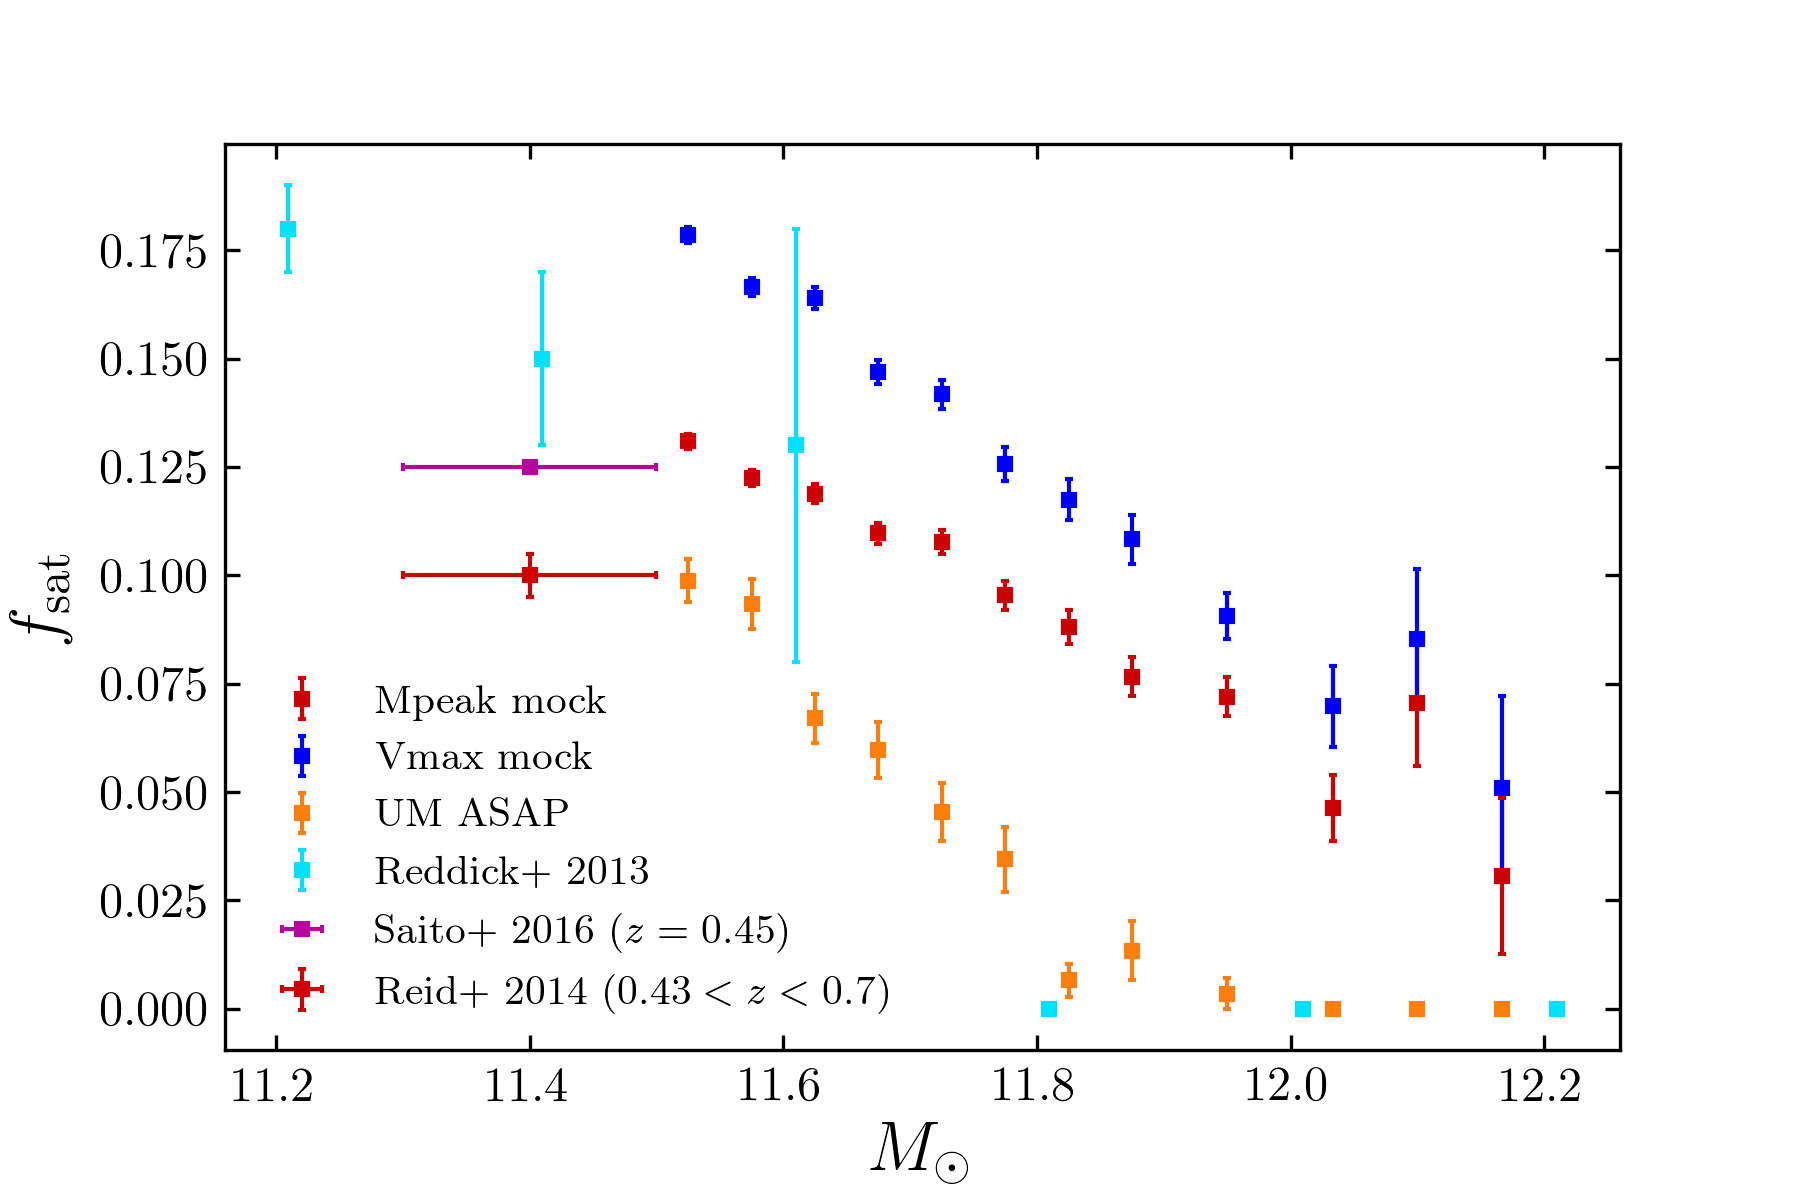 0.175
0.150
0.125
0.100
0.075
0.050
0.025
0.000
f_sat
Mpeak mock
Vmax mock
UM ASAP
Reddick+ 2013
Saito+ 2016 (z = 0.45)
Reid+ 2014 (0.43 < z < 0.7)
11.2 11.4 11.6 11.8 12.0 12.2
M_⊙